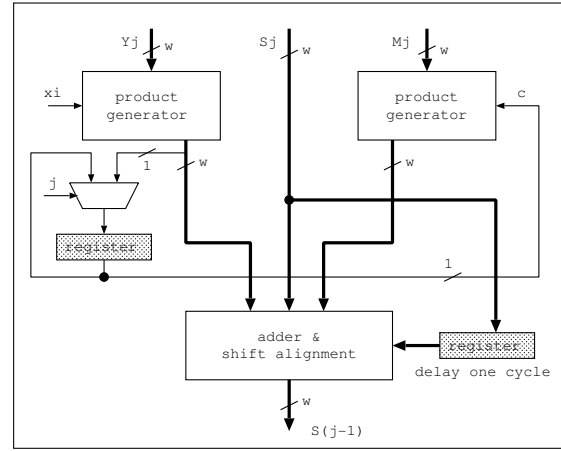 Yj w Sj w Mj w
xi product generator product generator c
1 w w
j
register
1
adder &
shift alignment register
delay one cycle
w
S(j-1)